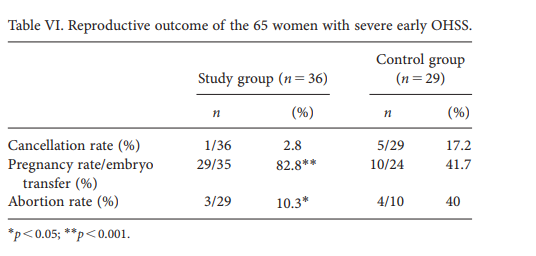 Table VI. Reproductive outcome of the 65 women with severe early OHSS.
Study group (n = 36) Control group (n = 29)
n (%) n (%)
Cancellation rate (%) 1/36 2.8 5/29 17.2
Pregnancy rate/embryo transfer (%) 29/35 82.8** 10/24 41.7
Abortion rate (%) 3/29 10.3* 4/10 40
*p<0.05; **p<0.001.